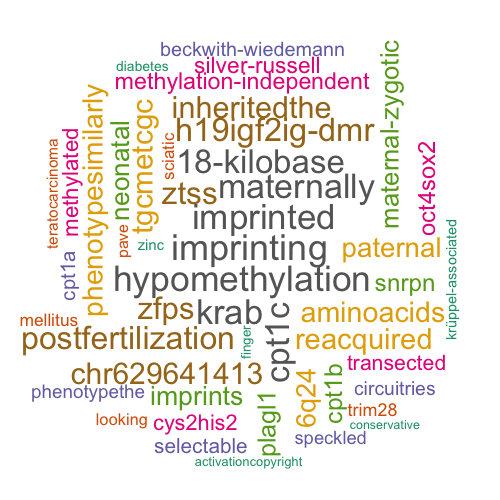 beckwith-wiedemann
silver-russell
diabetes
methylation-independent
inheritedthe
h19igf2ig-dmr
18-kilobase
maternally
ztss
imprinted
imprinting
hypomethylation
krab
zfps
cpt1c
postfertilization
chr629641413
aminoacids
reacquired
paternal
snrpn
maternal-zygotic
oct4sox2
krüppel-associated
phenotypesimilarly
tgcmetcgc
neonatal
sciatic
methylated
teratocarcinoma
cpt1a
pave
zinc
mellitus
finger
transected
phenotypethe
imprints
6q24
cpt1b
circuitries
looking
cys2his2
plagl1
trim28
conservative
selectable
speckled
activationcopyright